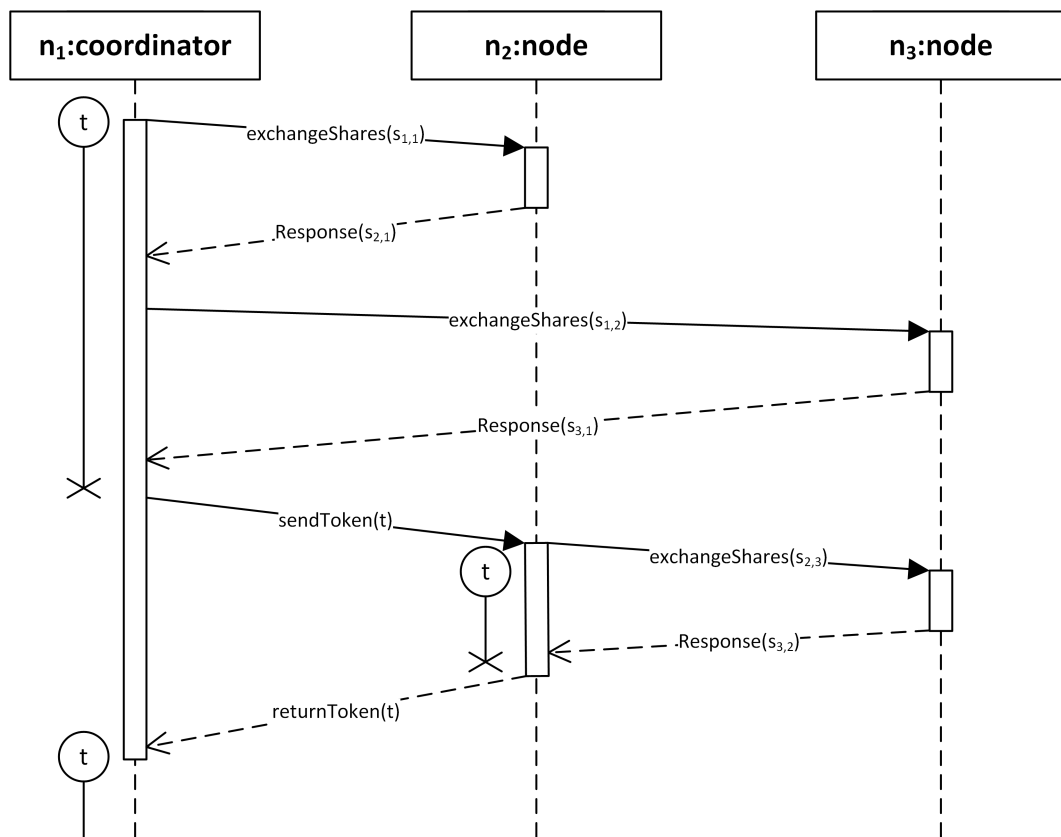 n₁:coordinator
n₂:node
n₃:node
t
exchangeShares(s₁,₁)
Response(s₂,₁)
exchangeShares(s₁,₂)
Response(s₃,₁)
sendToken(t)
t
exchangeShares(s₂,₃)
Response(s₃,₂)
returnToken(t)
t